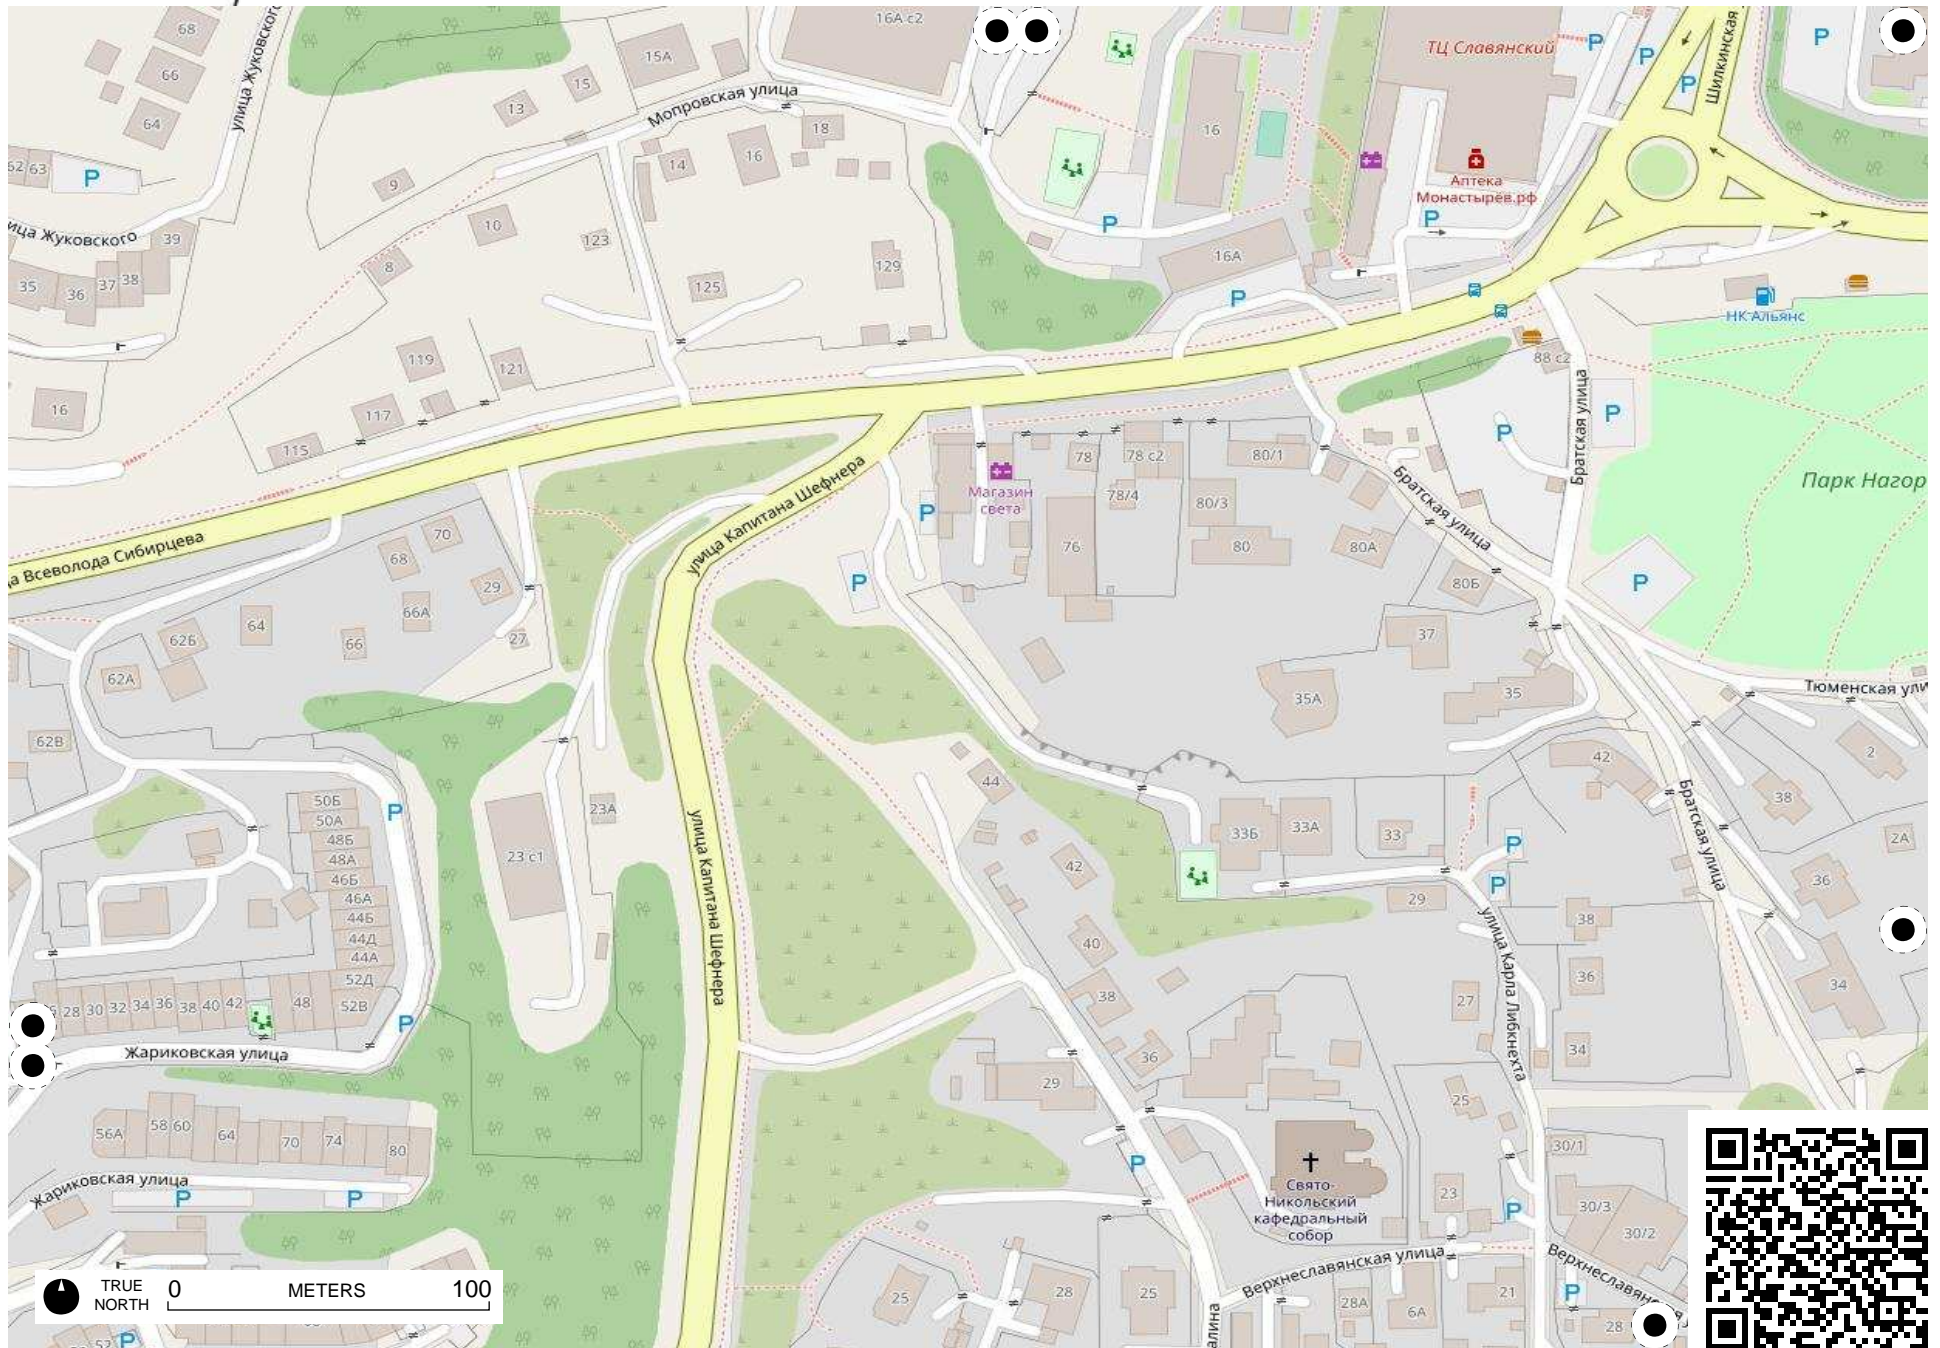 16А с2
68
улица Жуковского
66
64
62
63
P
15А
15
13
Мопровская улица
9
14
16
18
10
8
123
125
129
39
38
37
36
35
16
119
121
117
115
16
16А
P
P
ТЦ Славянский
P
P
P
P
Шилкинская
Аптека
Монастырёв.рф
P
НК Альянс
88 с2
Братская улица
P
P
Парк Нагор
P
улица Капитана Шефнера
Магазин
света
P
P
78
78 с2
80/1
78/4
80/3
76
80
80А
80Б
Братская улица
37
35А
35
Тюменская ули
а Всеволода Сибирцева
70
68
29
66А
27
66
64
62Б
62А
62В
50Б
50А
48Б
48А
46Б
46А
44Б
44Д
44А
52Д
52В
P
P
28
30
32
34
36
38
40
42
48
Жариковская улица
56А
58
60
64
70
74
80
Жариковская улица
P
P
23А
23 с1
улица Капитана Шефнера
44
42
40
38
36
29
33Б
33А
33
P
P
29
улица Карла Либкнехта
27
25
23
38
36
34
42
Братская улица
2
38
2А
36
34
P
Свято-
Никольский
кафедральный
собор
Верхнеславянская улица
Верхнеславянска
30/1
30/3
30/2
P
P
25
28
25
28А
6А
21
28
алина
52
P
TRUE
NORTH
0 METERS 100